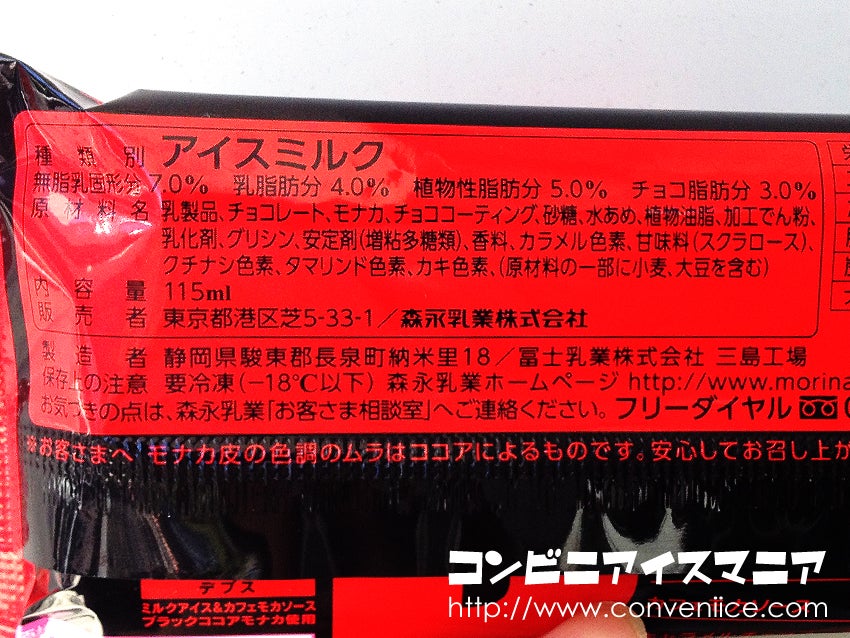 種類別 アイスミルク
無脂乳固形分 7.0% 乳脂肪分 4.0% 植物性脂肪分 5.0% チョコ脂肪分 3.0%
原材料名 乳製品、チョコレート、モナカ、チョココーティング、砂糖、水あめ、植物油脂、加工でん粉、
乳化剤、グリシン、安定剤(増粘多糖類)、香料、カラメル色素、甘味料(スクラロース)、
クチナシ色素、タマリンド色素、カキ色素、(原材料の一部に小麦、大豆を含む)
内容量 115ml
販売者 東京都港区芝5-33-1/森永乳業株式会社
製造者 静岡県駿東郡長泉町納米里18/冨士乳業株式会社 三島工場
保存上の注意 要冷凍(−18℃以下) 森永乳業ホームページ http://www.morina
お気づきの点は、森永乳業「お客さま相談室」へご連絡ください。フリーダイヤル
※お客さまへ モナカ皮の色調のムラはココアによるものです。安心してお召し上が
デプス
ミルクアイス&カフェモカソース
ブラックココアモナカ使用
コンビニアイスマニア
http://www.conveniice.com/